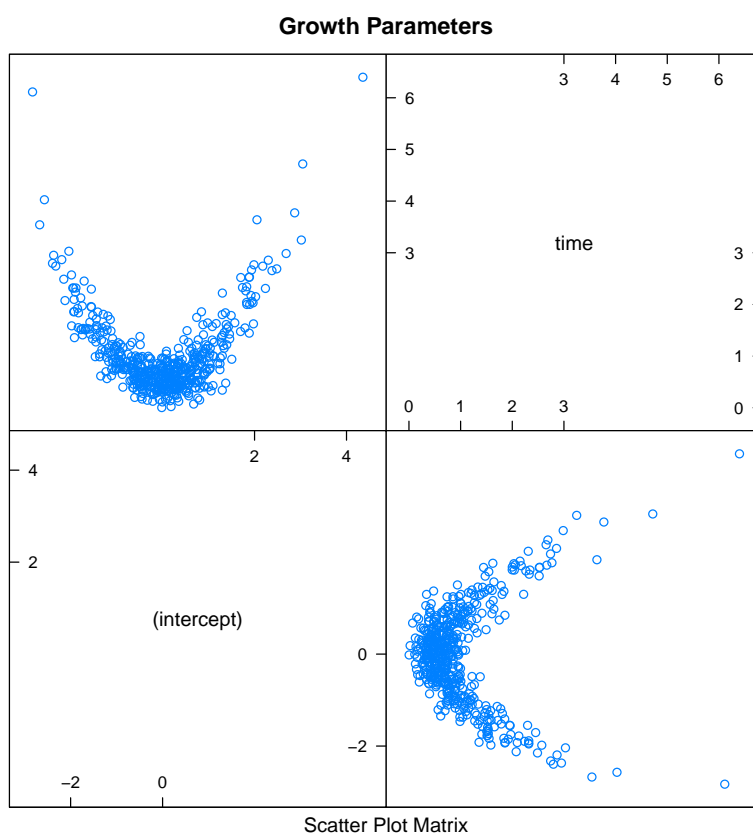 Growth Parameters
3 4 5 6
6
5
4
3
time
3
2
1
0
0 1 2 3
2 4
4
2
(intercept)
0
−2
−2 0
Scatter Plot Matrix